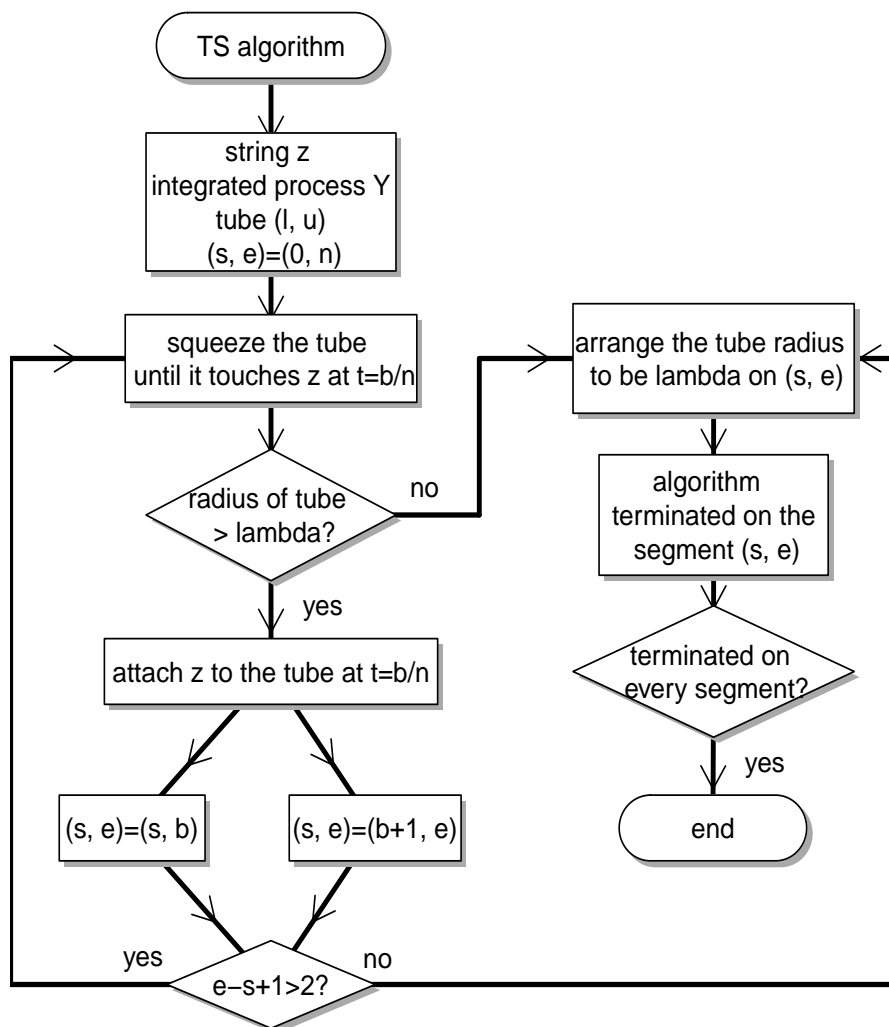 TS algorithm
string z
integrated process Y
tube (l, u)
(s, e)=(0, n)
squeeze the tube
until it touches z at t=b/n
radius of tube
> lambda?
no
yes
attach z to the tube at t=b/n
(s, e)=(s, b)
(s, e)=(b+1, e)
yes
e−s+1>2?
no
arrange the tube radius
to be lambda on (s, e)
algorithm
terminated on the
segment (s, e)
terminated on
every segment?
yes
end